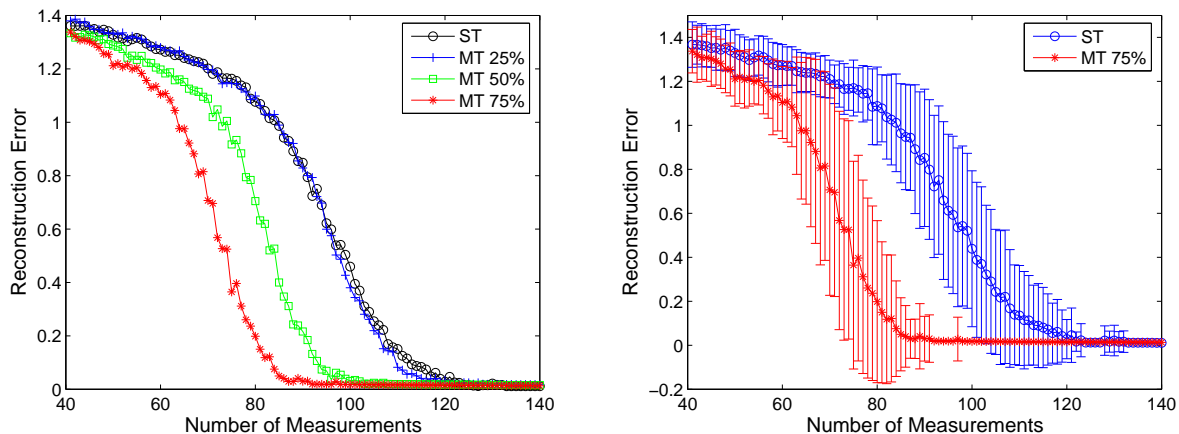 1.4
1.2
1
0.8
0.6
0.4
0.2
0
40
60
80
100
120
140
Reconstruction Error
Number of Measurements
ST
MT 25%
MT 50%
MT 75%
1.4
1.2
1
0.8
0.6
0.4
0.2
0
−0.2
40
60
80
100
120
140
Reconstruction Error
Number of Measurements
ST
MT 75%